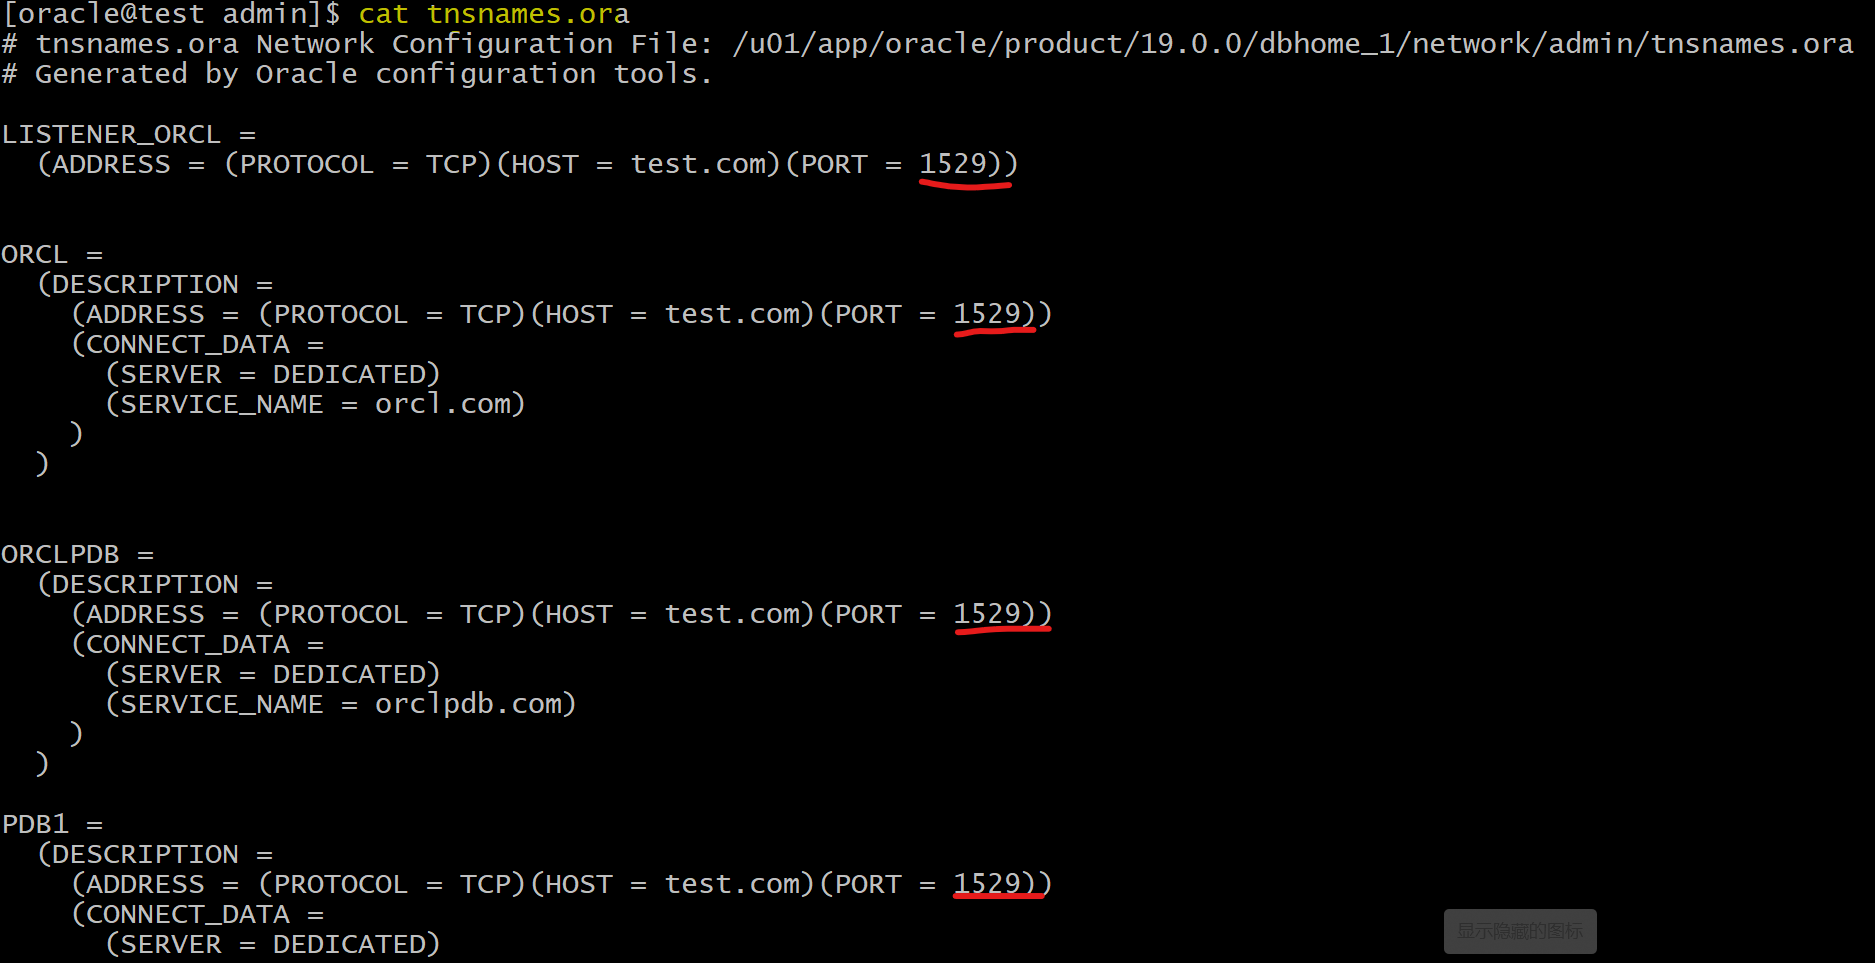 [oracle@test admin]$ cat tnsnames.ora
# tnsnames.ora Network Configuration File: /u01/app/oracle/product/19.0.0/dbhome_1/network/admin/tnsnames.ora
# Generated by Oracle configuration tools.
LISTENER_ORCL =
  (ADDRESS = (PROTOCOL = TCP)(HOST = test.com)(PORT = 1529))
ORCL =
  (DESCRIPTION =
    (ADDRESS = (PROTOCOL = TCP)(HOST = test.com)(PORT = 1529))
    (CONNECT_DATA =
      (SERVER = DEDICATED)
      (SERVICE_NAME = orcl.com)
    )
  )
ORCLPDB =
  (DESCRIPTION =
    (ADDRESS = (PROTOCOL = TCP)(HOST = test.com)(PORT = 1529))
    (CONNECT_DATA =
      (SERVER = DEDICATED)
      (SERVICE_NAME = orclpdb.com)
    )
  )
PDB1 =
  (DESCRIPTION =
    (ADDRESS = (PROTOCOL = TCP)(HOST = test.com)(PORT = 1529))
    (CONNECT_DATA =
      (SERVER = DEDICATED)
显示隐藏的图标